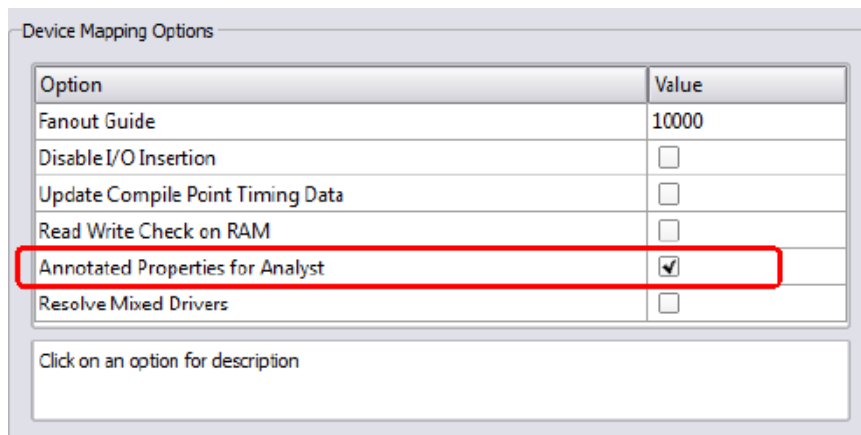 Device Mapping Options
Option Value
Fanout Guide 10000
Disable I/O Insertion
Update Compile Point Timing Data
Read Write Check on RAM
Annotated Properties for Analyst
Resolve Mixed Drivers
Click on an option for description